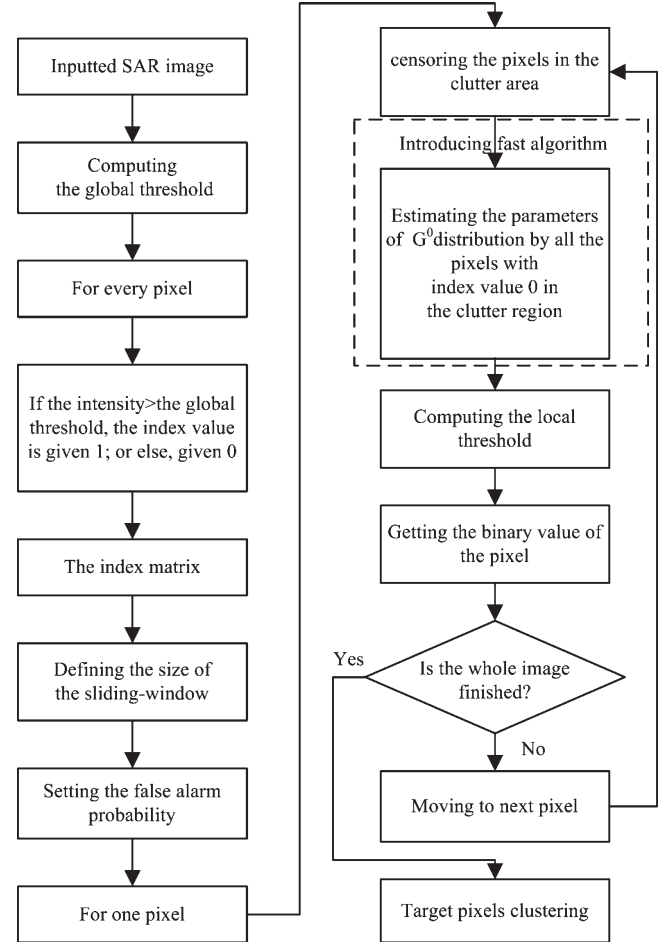 Inputted SAR image
Computing
the global threshold
For every pixel
If the intensity>the global
threshold, the index value
is given 1; or else, given 0
The index matrix
Defining the size of
the sliding-window
Setting the false alarm
probability
For one pixel
censoring the pixels in the
clutter area
Introducing fast algorithm
Estimating the parameters
of G⁰distribution by all the
pixels with
index value 0 in
the clutter region
Computing the local
threshold
Getting the binary value of
the pixel
Is the whole image
finished?
Yes
No
Moving to next pixel
Target pixels clustering